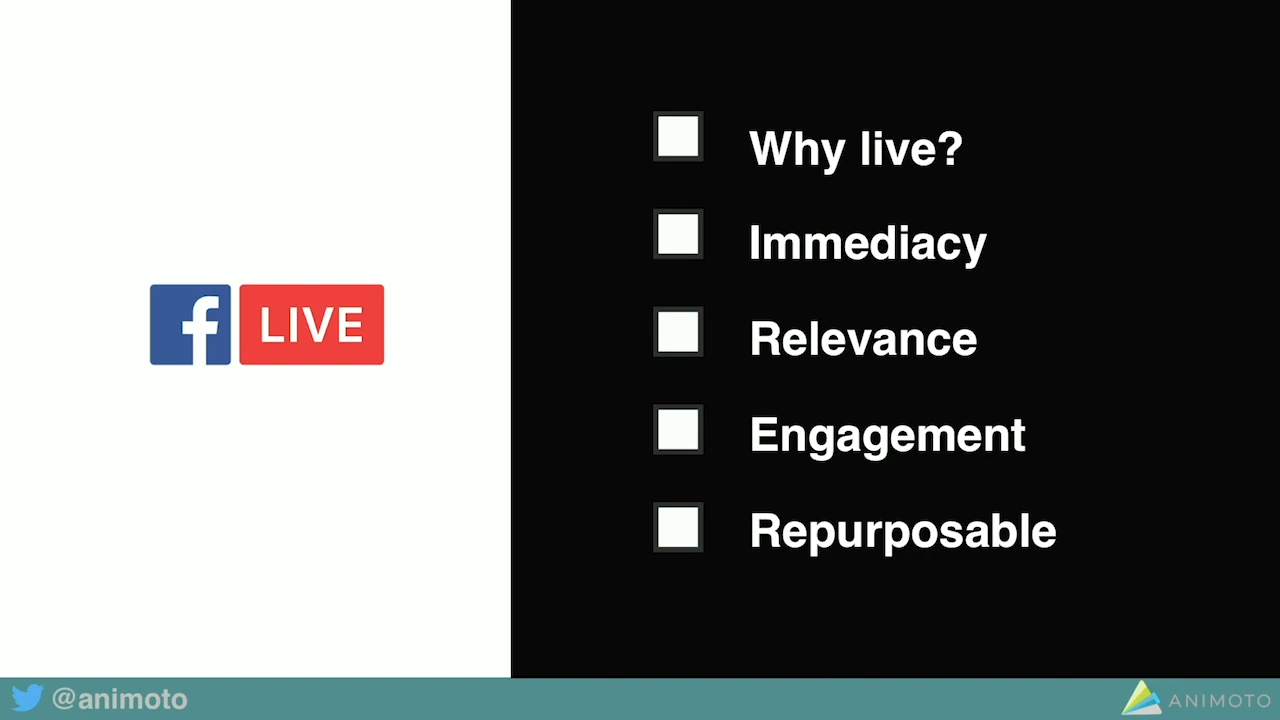 f LIVE
Why live?
Immediacy
Relevance
Engagement
Repurposable
@animoto
ANIMOTO